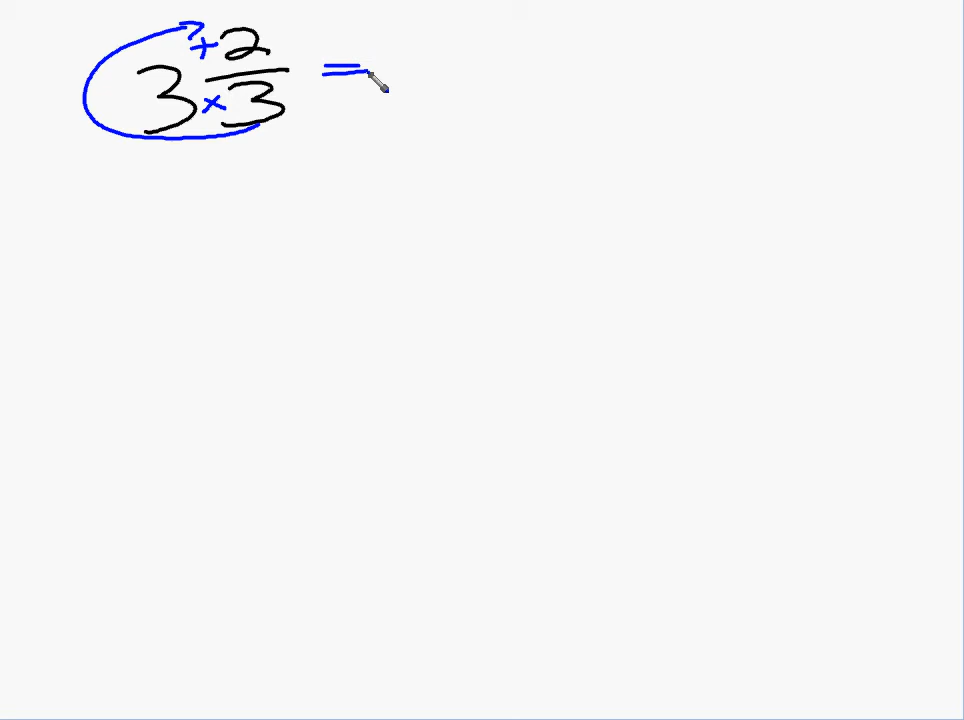 3 + 2/× 3 =